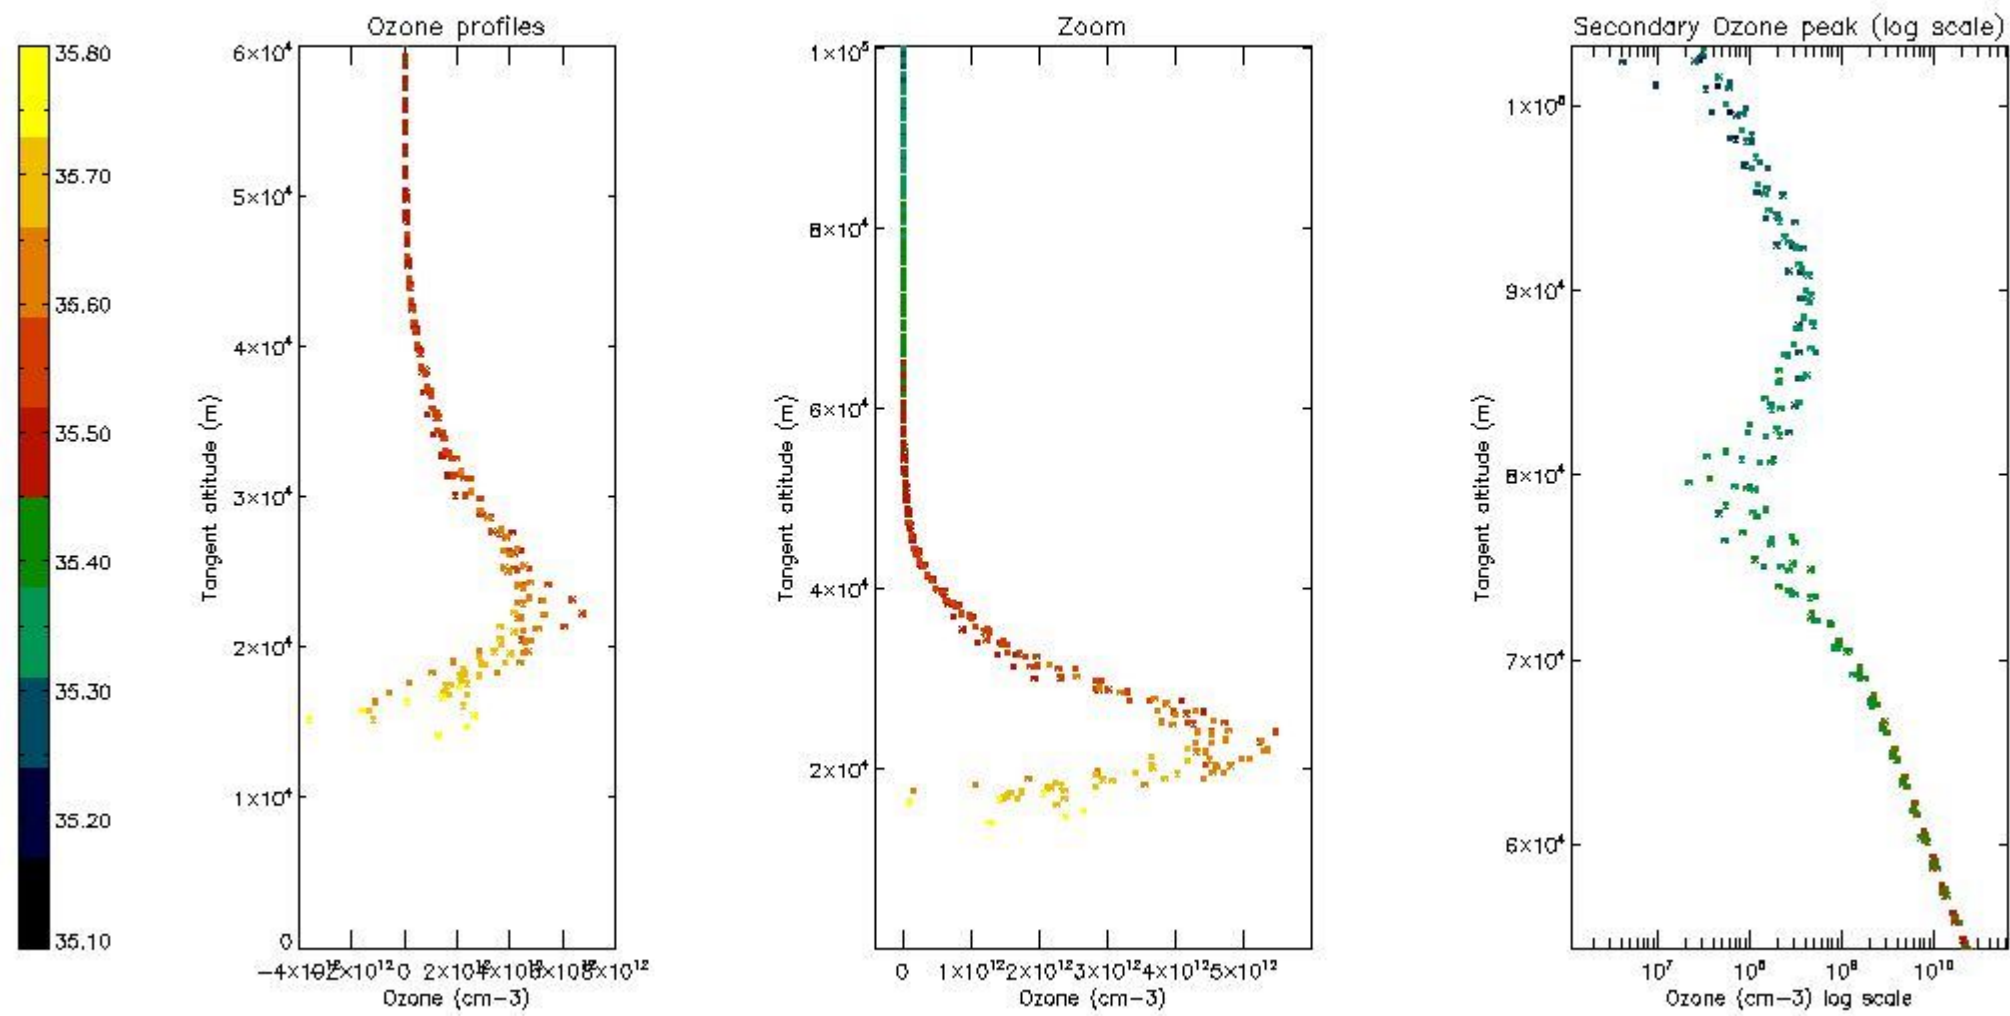 Ozone profiles
Zoom
Secondary Ozone peak (log scale)
35.80
35.70
35.60
35.50
35.40
35.30
35.20
35.10
6×10⁴
5×10⁴
4×10⁴
3×10⁴
2×10⁴
1×10⁴
0
Tangent altitude (m)
0
Ozone (cm−3)
1×10⁵
8×10⁴
6×10⁴
4×10⁴
2×10⁴
Tangent altitude (m)
0 1×10¹² 2×10¹² 3×10¹² 4×10¹² 5×10¹²
Ozone (cm−3)
9×10⁴
8×10⁴
7×10⁴
6×10⁴
Tangent altitude (m)
10⁷ 10⁸ 10⁹ 10¹⁰
Ozone (cm−3) log scale